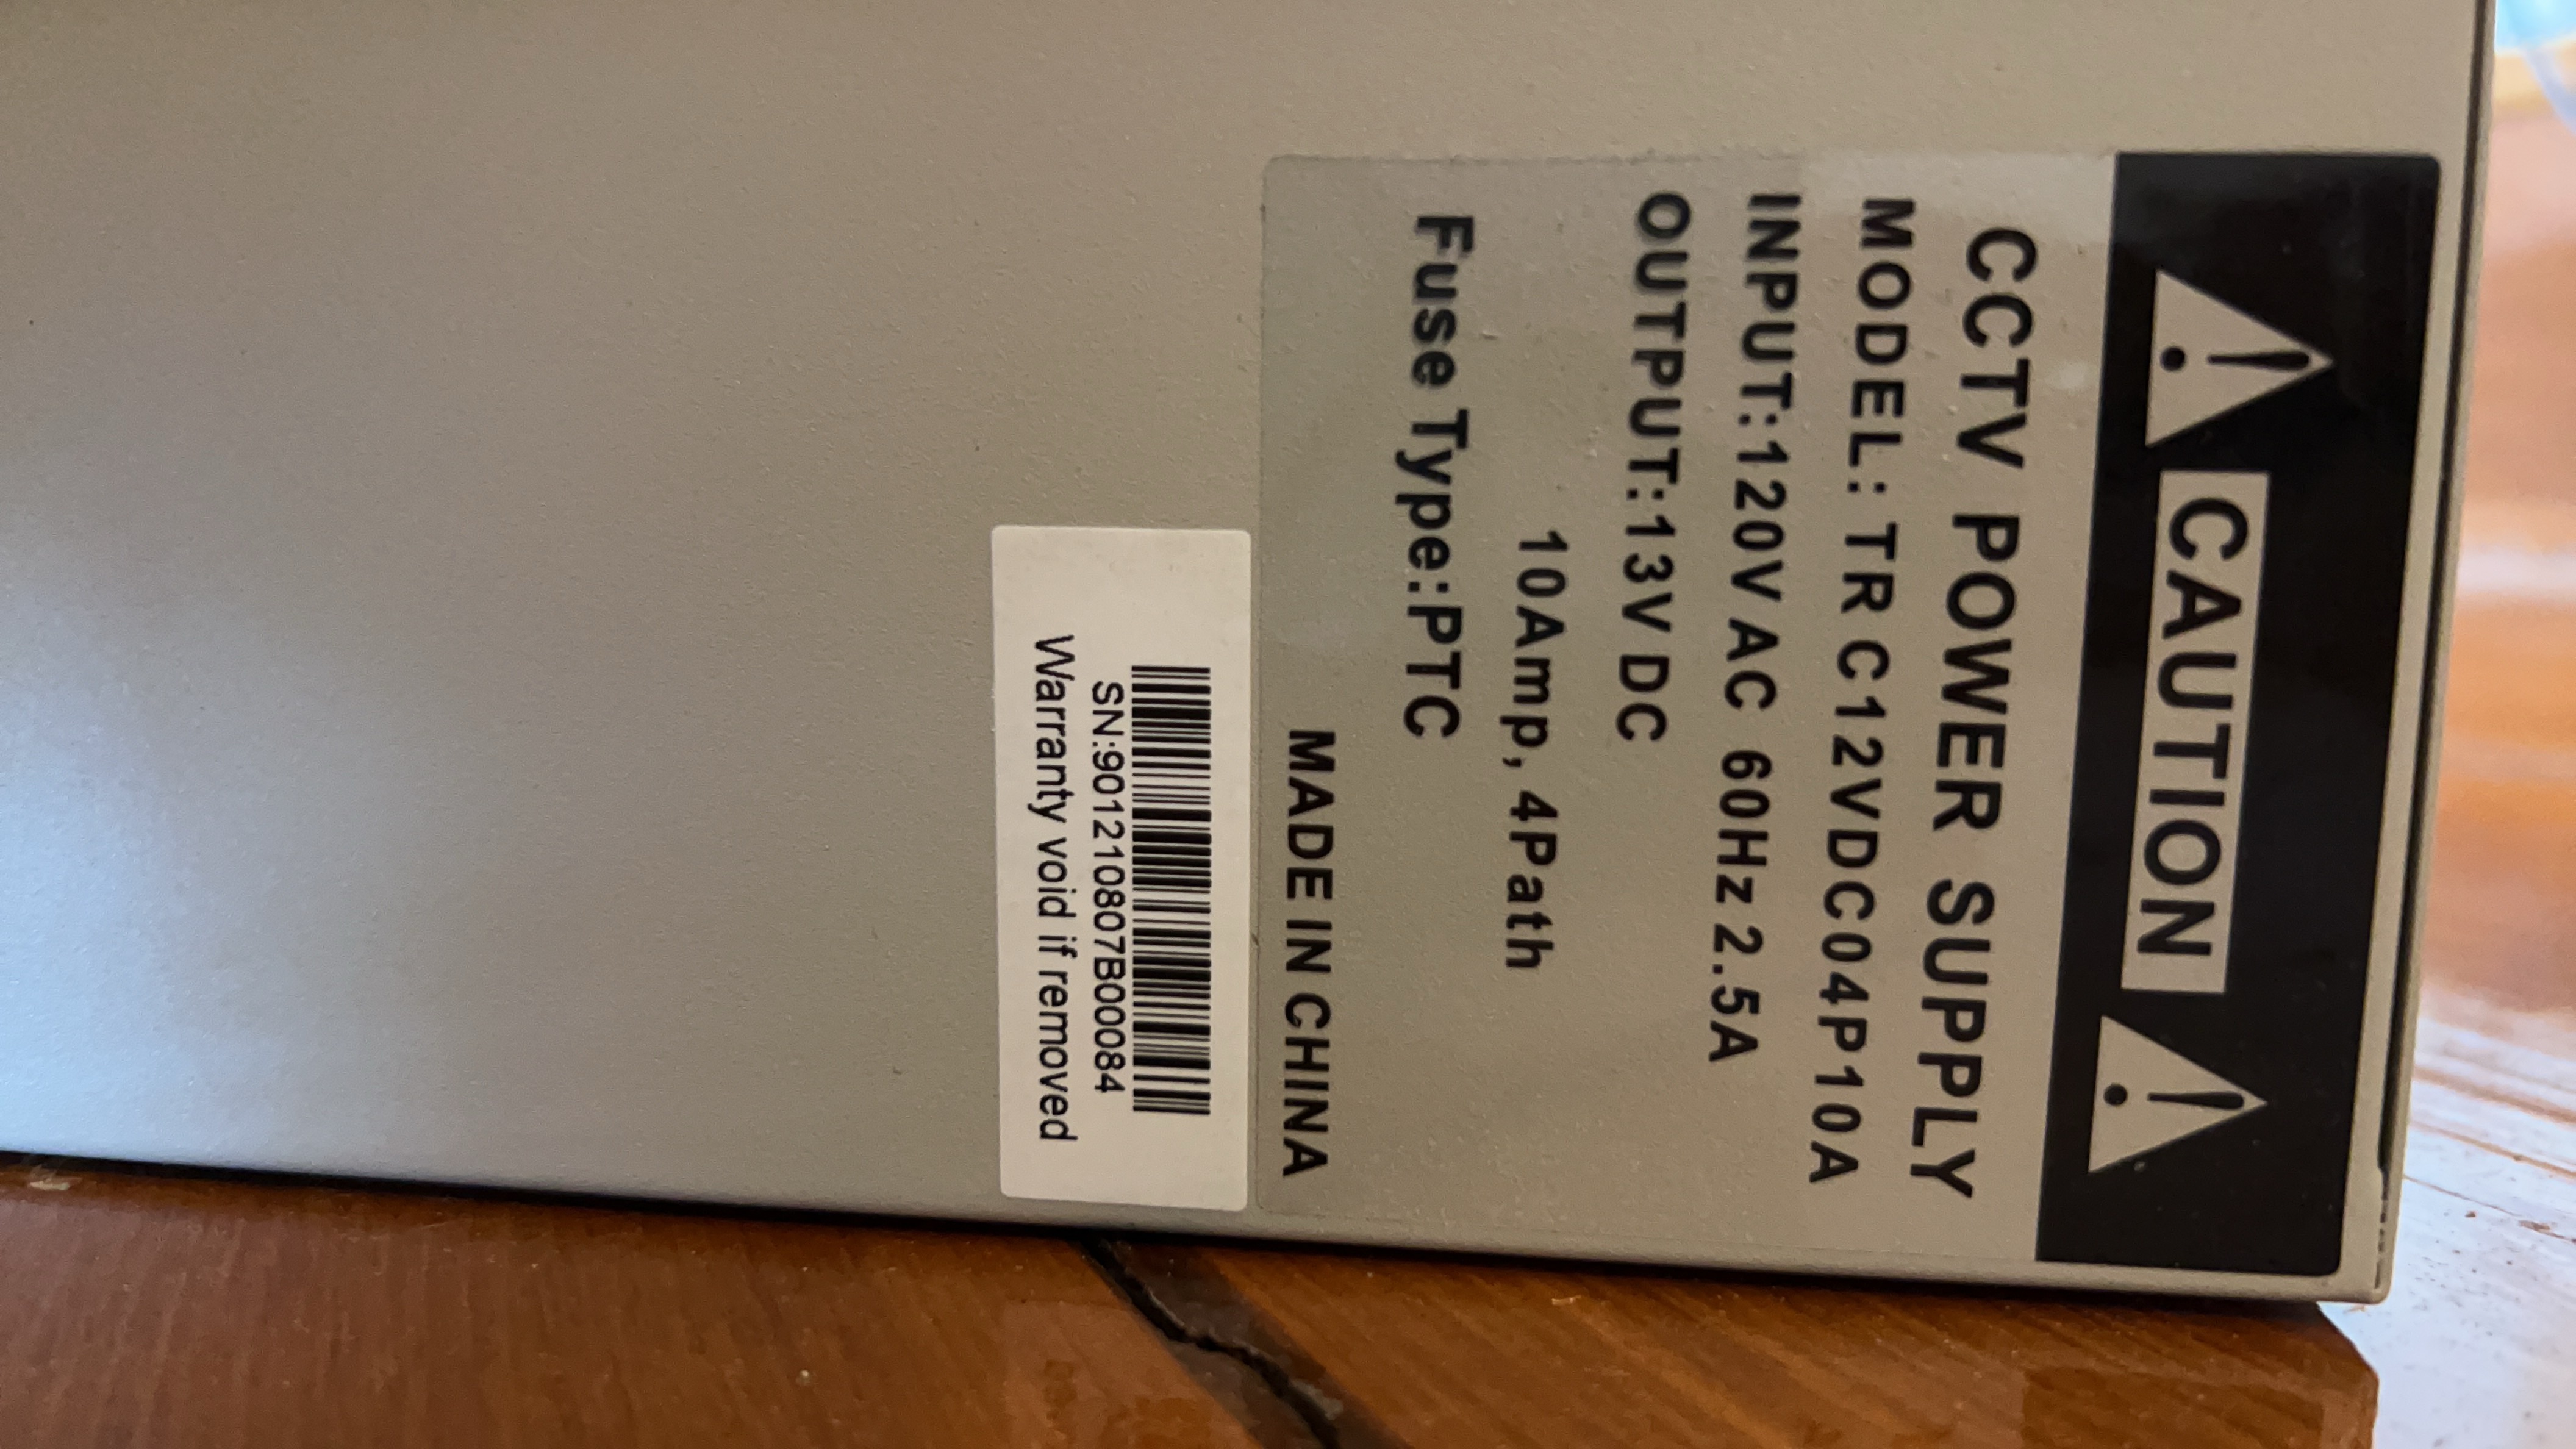 CAUTION
CCTV POWER SUPPLY
MODEL: TR C12VDC04P10A
INPUT:120V AC 60Hz 2.5A
OUTPUT:13V DC
10Amp, 4Path
Fuse Type:PTC
MADE IN CHINA
SN:901210807B00084
Warranty void if removed